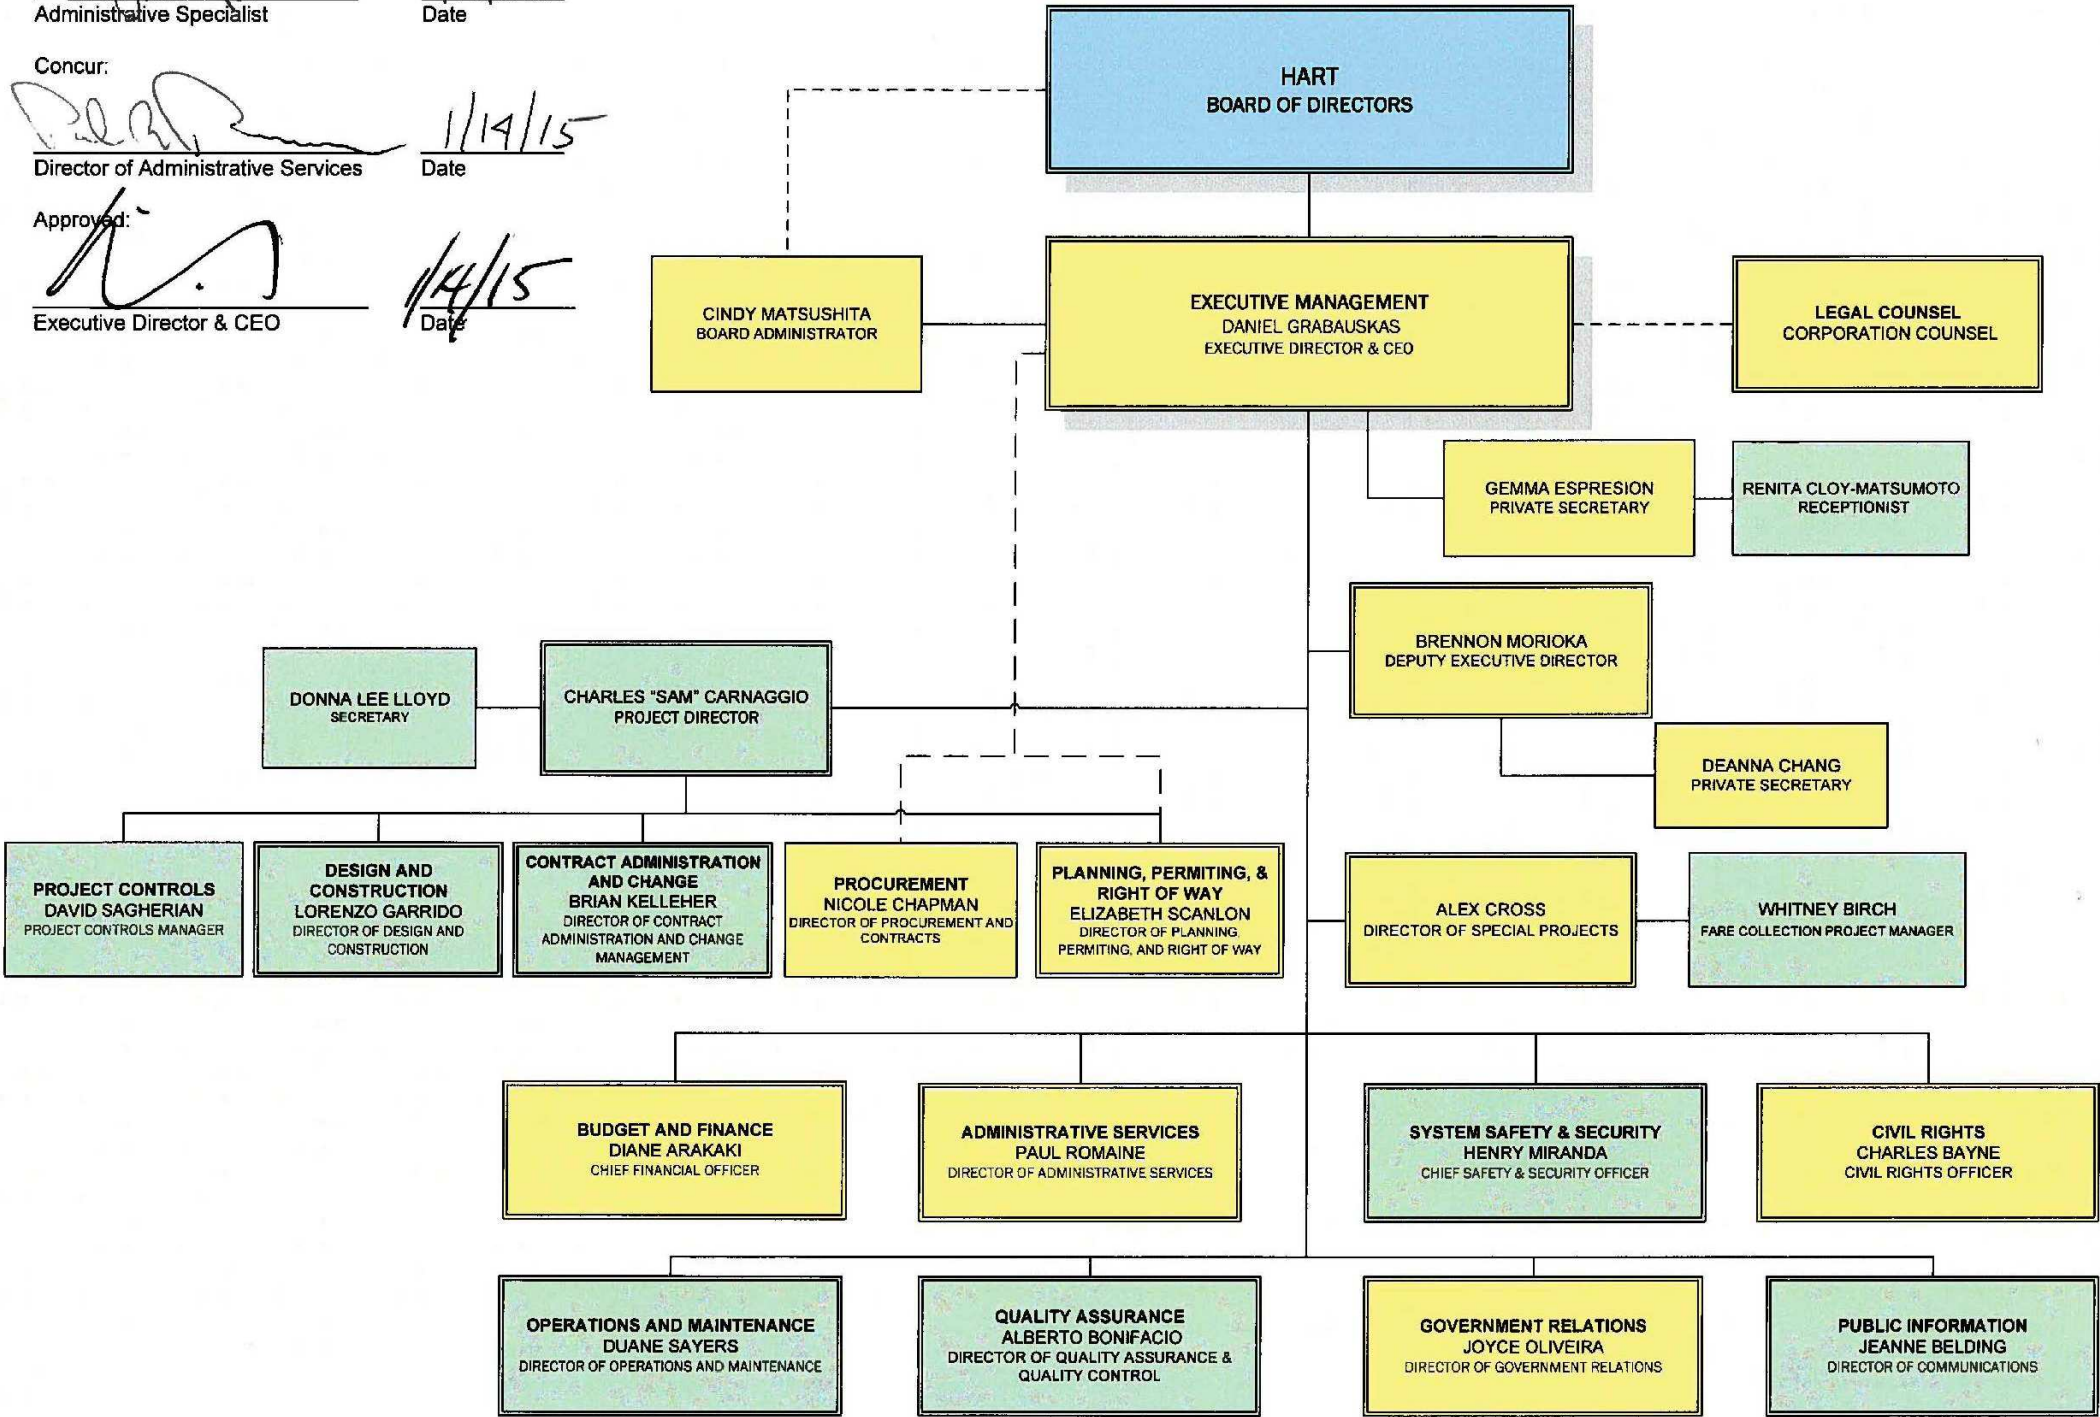 Administrative Specialist
Date
Concur:
1/14/15
Director of Administrative Services
Date
Approved:
1/14/15
Executive Director & CEO
Date
HART
BOARD OF DIRECTORS
CINDY MATSUSHITA
BOARD ADMINISTRATOR
EXECUTIVE MANAGEMENT
DANIEL GRABAUSKAS
EXECUTIVE DIRECTOR & CEO
LEGAL COUNSEL
CORPORATION COUNSEL
GEMMA ESPRESION
PRIVATE SECRETARY
RENITA CLOY-MATSUMOTO
RECEPTIONIST
BRENNON MORIOKA
DEPUTY EXECUTIVE DIRECTOR
DEANNA CHANG
PRIVATE SECRETARY
DONNA LEE LLOYD
SECRETARY
CHARLES "SAM" CARNAGGIO
PROJECT DIRECTOR
PROJECT CONTROLS
DAVID SAGHERIAN
PROJECT CONTROLS MANAGER
DESIGN AND
CONSTRUCTION
LORENZO GARRIDO
DIRECTOR OF DESIGN AND
CONSTRUCTION
CONTRACT ADMINISTRATION
AND CHANGE
BRIAN KELLEHER
DIRECTOR OF CONTRACT
ADMINISTRATION AND CHANGE
MANAGEMENT
PROCUREMENT
NICOLE CHAPMAN
DIRECTOR OF PROCUREMENT AND
CONTRACTS
PLANNING, PERMITING, &
RIGHT OF WAY
ELIZABETH SCANLON
DIRECTOR OF PLANNING,
PERMITING, AND RIGHT OF WAY
ALEX CROSS
DIRECTOR OF SPECIAL PROJECTS
WHITNEY BIRCH
FARE COLLECTION PROJECT MANAGER
BUDGET AND FINANCE
DIANE ARAKAKI
CHIEF FINANCIAL OFFICER
ADMINISTRATIVE SERVICES
PAUL ROMAINE
DIRECTOR OF ADMINISTRATIVE SERVICES
SYSTEM SAFETY & SECURITY
HENRY MIRANDA
CHIEF SAFETY & SECURITY OFFICER
CIVIL RIGHTS
CHARLES BAYNE
CIVIL RIGHTS OFFICER
OPERATIONS AND MAINTENANCE
DUANE SAYERS
DIRECTOR OF OPERATIONS AND MAINTENANCE
QUALITY ASSURANCE
ALBERTO BONIFACIO
DIRECTOR OF QUALITY ASSURANCE &
QUALITY CONTROL
GOVERNMENT RELATIONS
JOYCE OLIVEIRA
DIRECTOR OF GOVERNMENT RELATIONS
PUBLIC INFORMATION
JEANNE BELDING
DIRECTOR OF COMMUNICATIONS